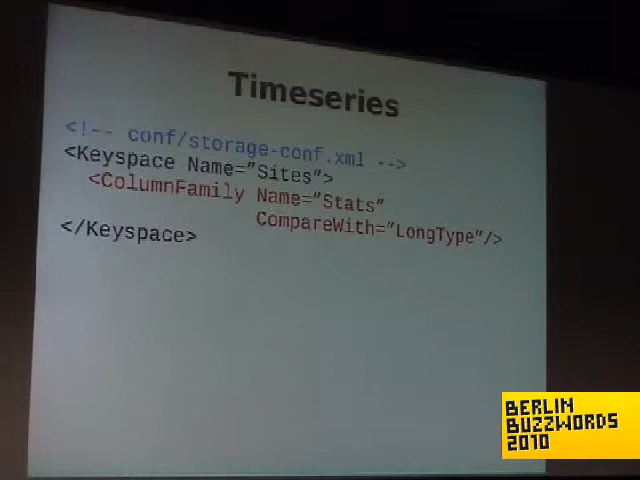 Timeseries
<!-- conf/storage-conf.xml -->
<Keyspace Name="Sites">
<ColumnFamily Name="Stats"
CompareWith="LongType"/>
</Keyspace>
BERLIN
BUZZWORDS
2010